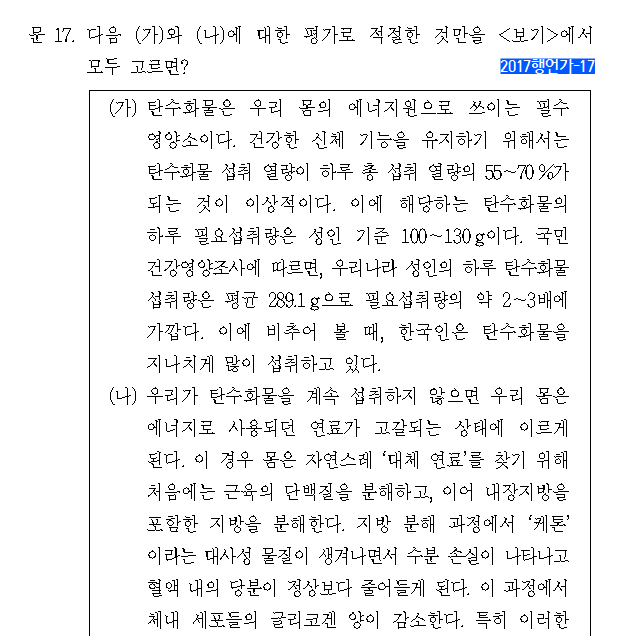 문 17. 다음 (가)와 (나)에 대한 평가로 적절한 것만을 <보기>에서
모두 고르면?
2017행언가-17
(가) 탄수화물은 우리 몸의 에너지원으로 쓰이는 필수
영양소이다. 건강한 신체 기능을 유지하기 위해서는
탄수화물 섭취 열량이 하루 총 섭취 열량의 55~70%가
되는 것이 이상적이다. 이에 해당하는 탄수화물의
하루 필요섭취량은 성인 기준 100~130g이다. 국민
건강영양조사에 따르면, 우리나라 성인의 하루 탄수화물
섭취량은 평균 289.1g으로 필요섭취량의 약 2~3배에
가깝다. 이에 비추어 볼 때, 한국인은 탄수화물을
지나치게 많이 섭취하고 있다.
(나) 우리가 탄수화물을 계속 섭취하지 않으면 우리 몸은
에너지로 사용되던 연료가 고갈되는 상태에 이르게
된다. 이 경우 몸은 자연스레 '대체 연료'를 찾기 위해
처음에는 근육의 단백질을 분해하고, 이어 내장지방을
포함한 지방을 분해한다. 지방 분해 과정에서 '케톤'
이라는 대사성 물질이 생겨나면서 수분 손실이 나타나고
혈액 내의 당분이 정상보다 줄어들게 된다. 이 과정에서
체내 세포들의 글리코겐 양이 감소한다. 특히 이러한